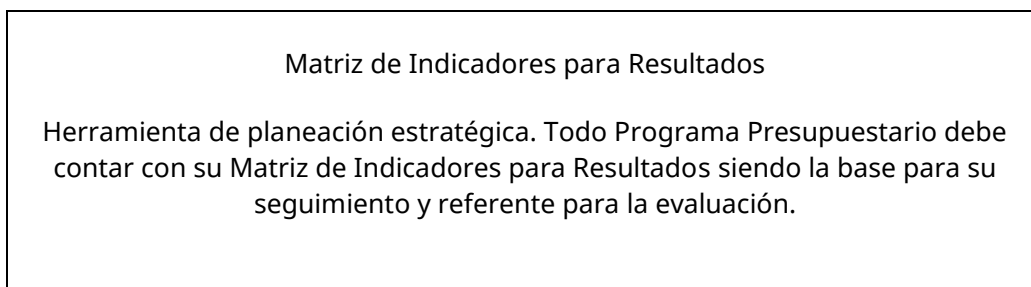 Matriz de Indicadores para Resultados
Herramienta de planeación estratégica. Todo Programa Presupuestario debe
contar con su Matriz de Indicadores para Resultados siendo la base para su
seguimiento y referente para la evaluación.